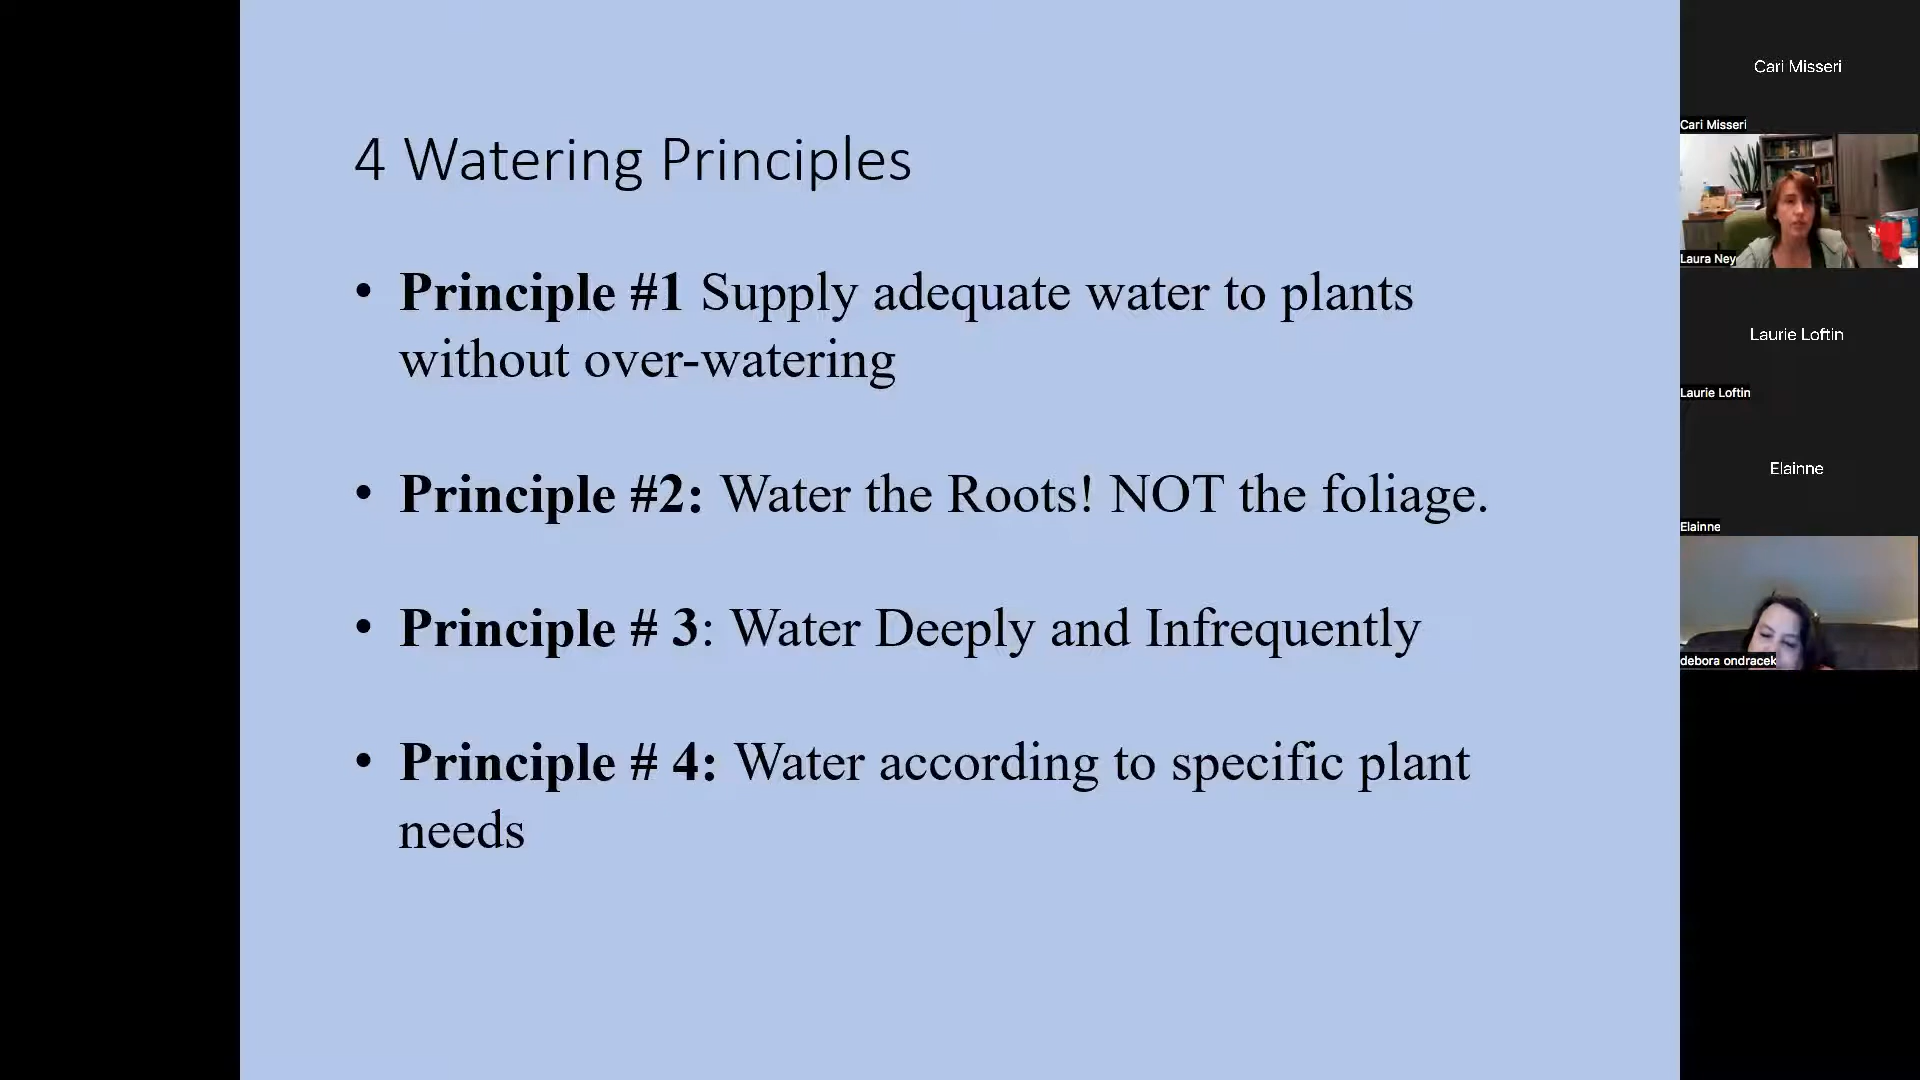 4 Watering Principles
• Principle #1 Supply adequate water to plants
without over-watering
• Principle #2: Water the Roots! NOT the foliage.
• Principle # 3: Water Deeply and Infrequently
• Principle # 4: Water according to specific plant
needs
Cari Misseri
Cari Misseri
Laura Ney
Laurie Loftin
Laurie Loftin
Elainne
Elainne
debora ondracek